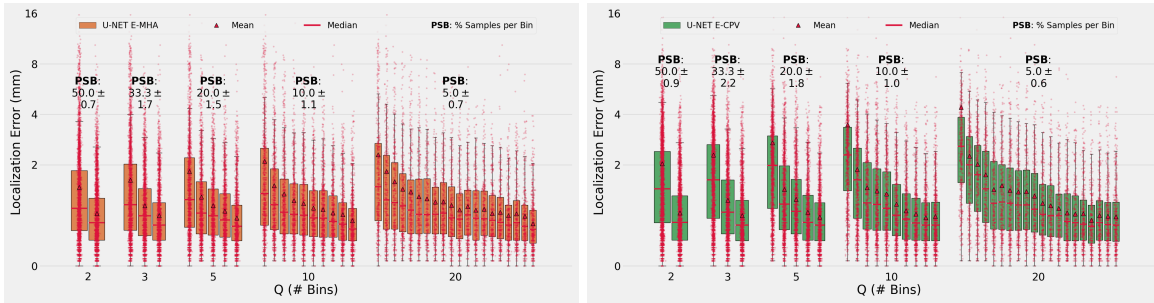 U-NET E-MHA Mean Median PSB: % Samples per Bin
Localization Error (mm)
16
8
4
2
0
PSB:
50.0 ±
0.7
PSB:
33.3 ±
1.7
PSB:
20.0 ±
1.5
PSB:
10.0 ±
1.1
PSB:
5.0 ±
0.7
2 3 5 10 20
Q (# Bins)
U-NET E-CPV Mean Median PSB: % Samples per Bin
Localization Error (mm)
16
8
4
2
0
PSB:
50.0 ±
0.9
PSB:
33.3 ±
2.2
PSB:
20.0 ±
1.8
PSB:
10.0 ±
1.0
PSB:
5.0 ±
0.6
2 3 5 10 20
Q (# Bins)